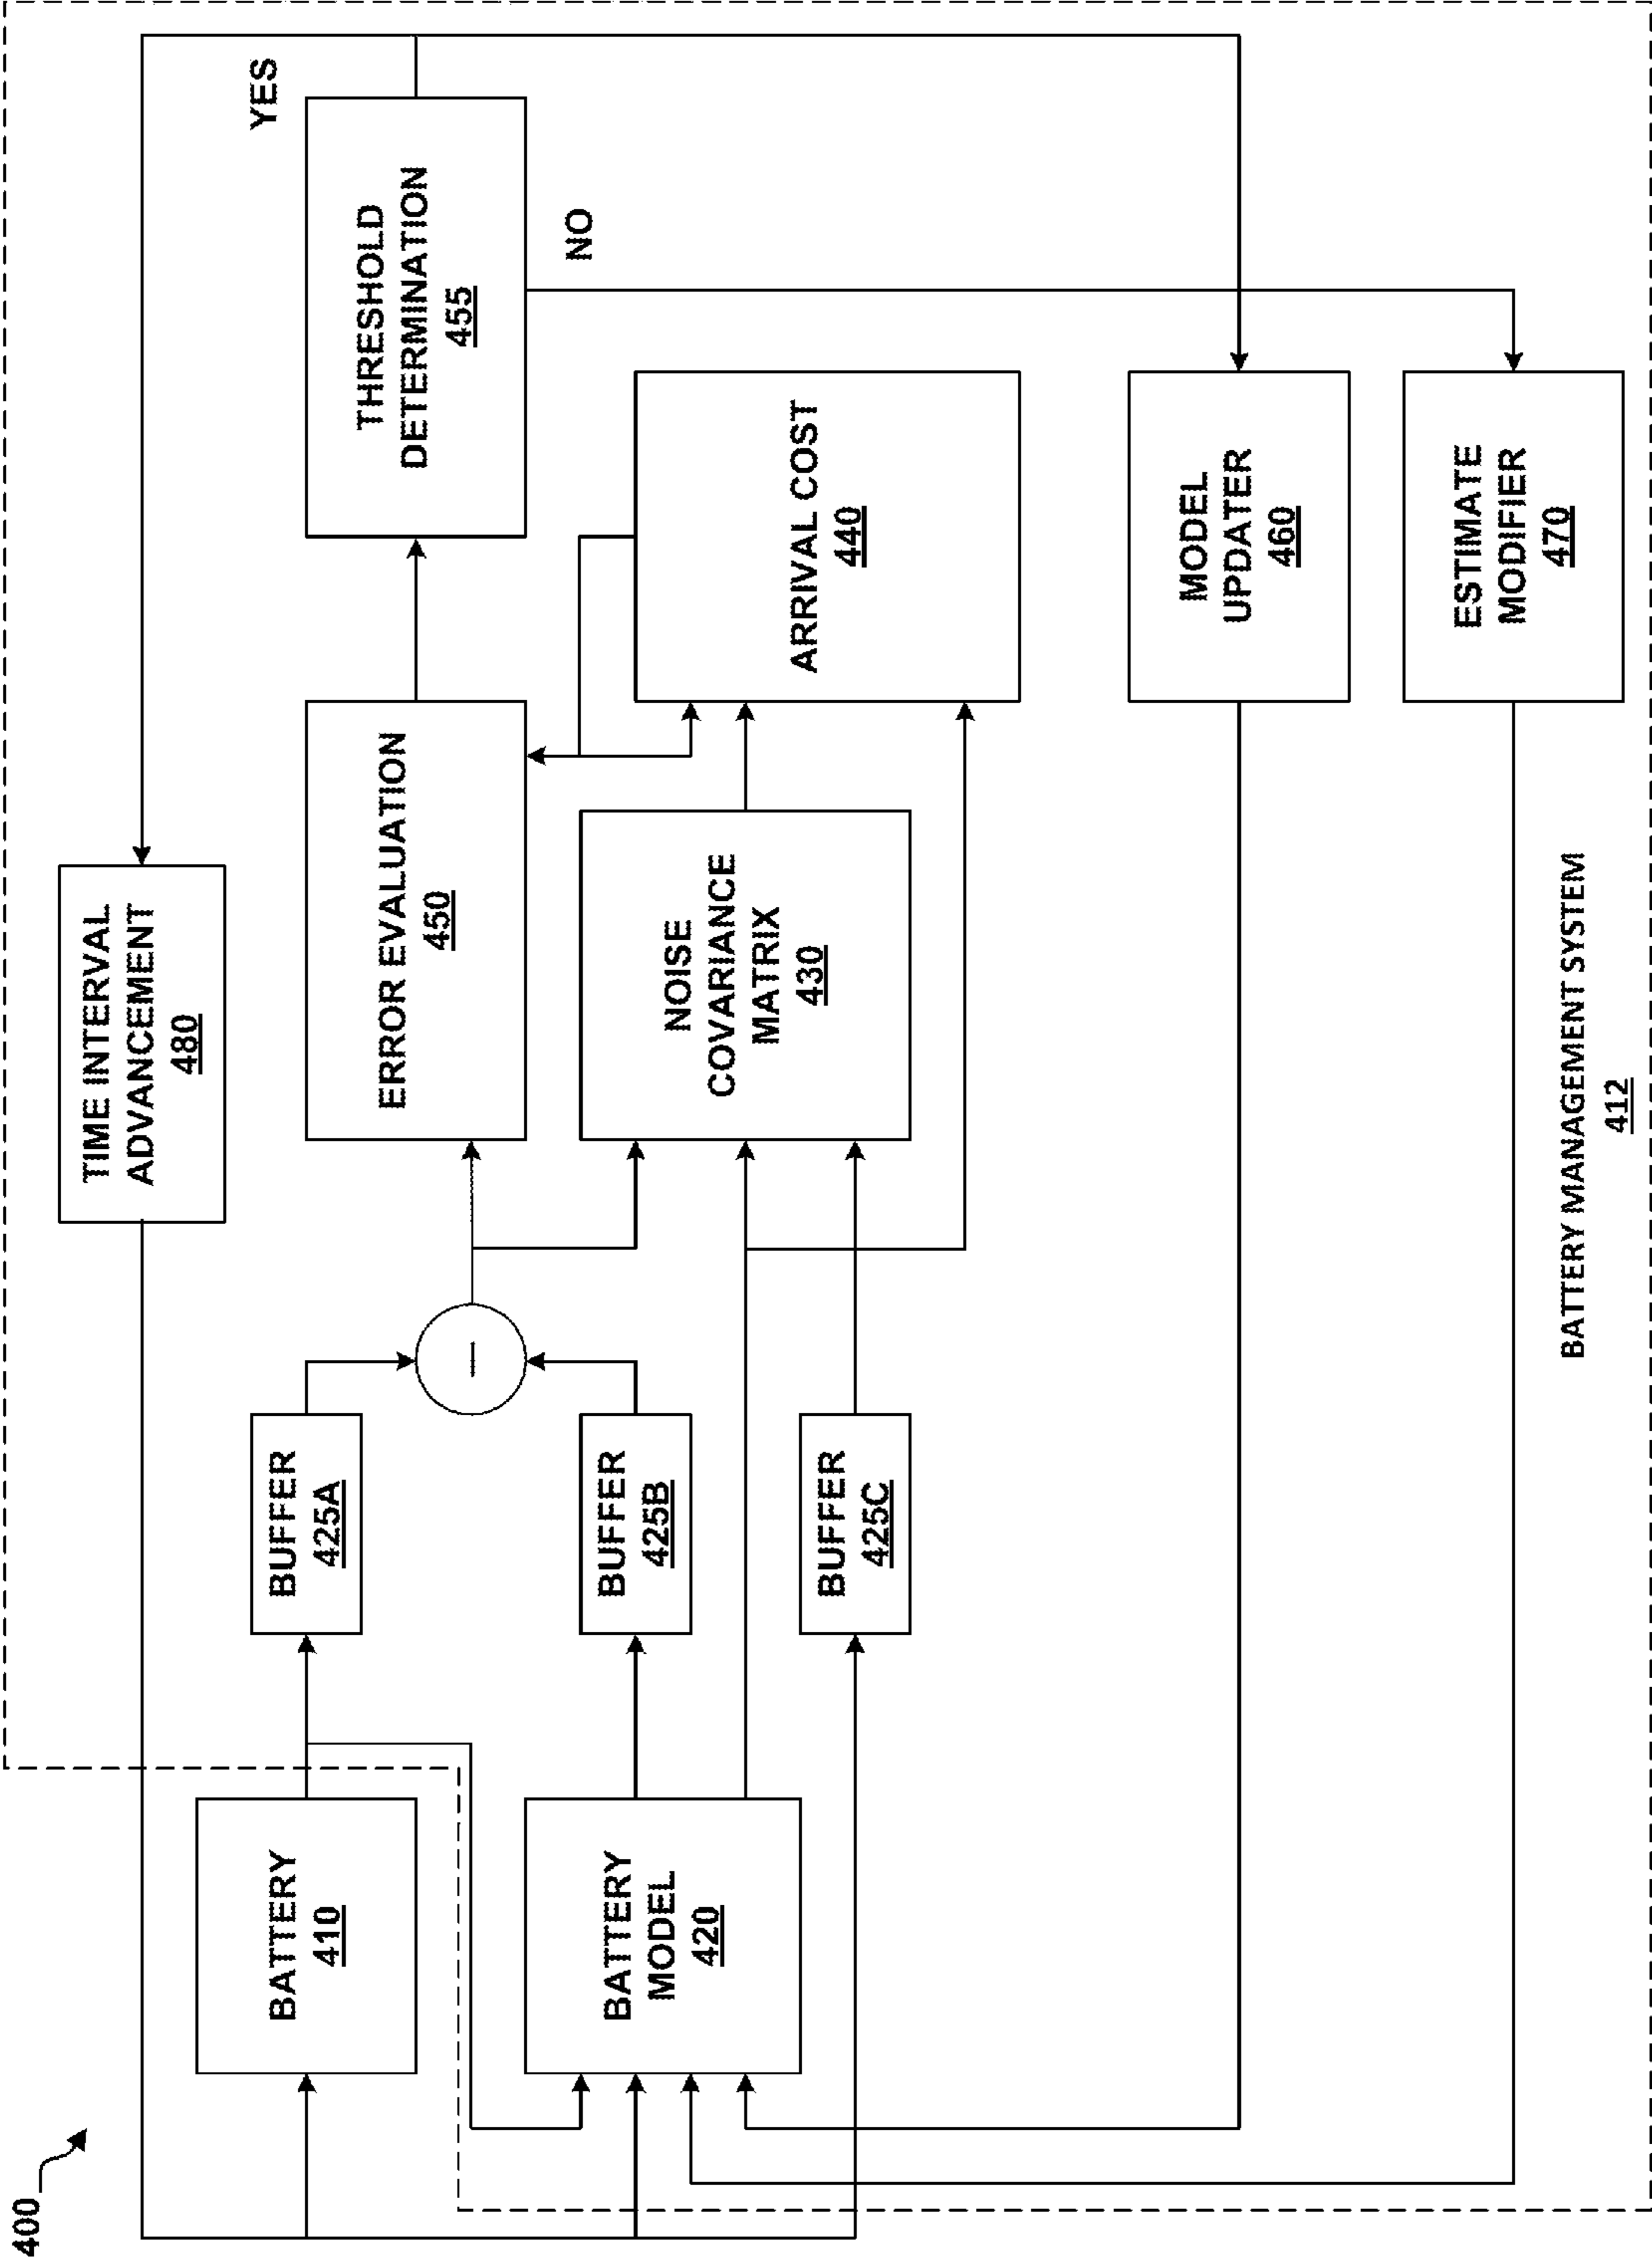 400
TIME INTERVAL
ADVANCEMENT
480
YES
BATTERY
410
BUFFER
425A
ERROR EVALUATION
450
THRESHOLD
DETERMINATION
455
NO
—
BATTERY
MODEL
420
BUFFER
425B
NOISE
COVARIANCE
MATRIX
430
ARRIVAL COST
440
BUFFER
425C
MODEL
UPDATER
460
ESTIMATE
MODIFIER
470
BATTERY MANAGEMENT SYSTEM
412